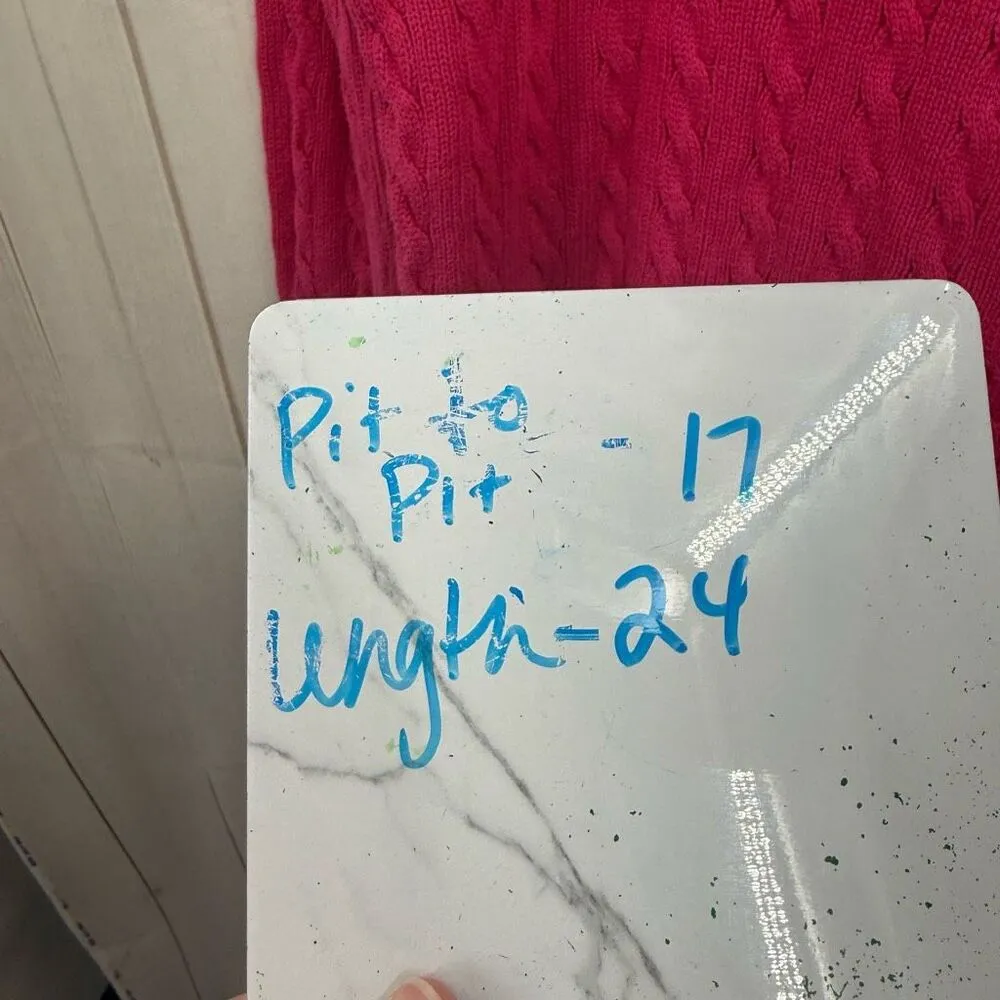 Pit to
Pit - 17
length - 24